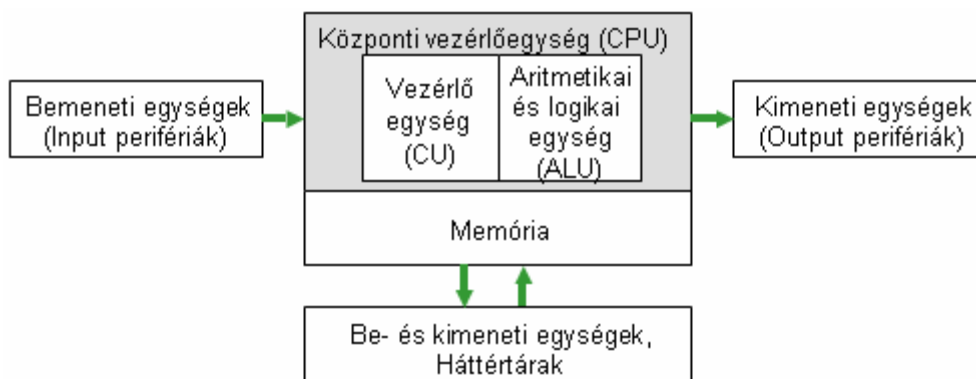 Központi vezérlőegység (CPU)
Bemeneti egységek
(Input perifériák)
Vezérlő
egység
(CU)
Aritmetikai
és logikai
egység
(ALU)
Kimeneti egységek
(Output perifériák)
Memória
Be- és kimeneti egységek,
Háttértárak